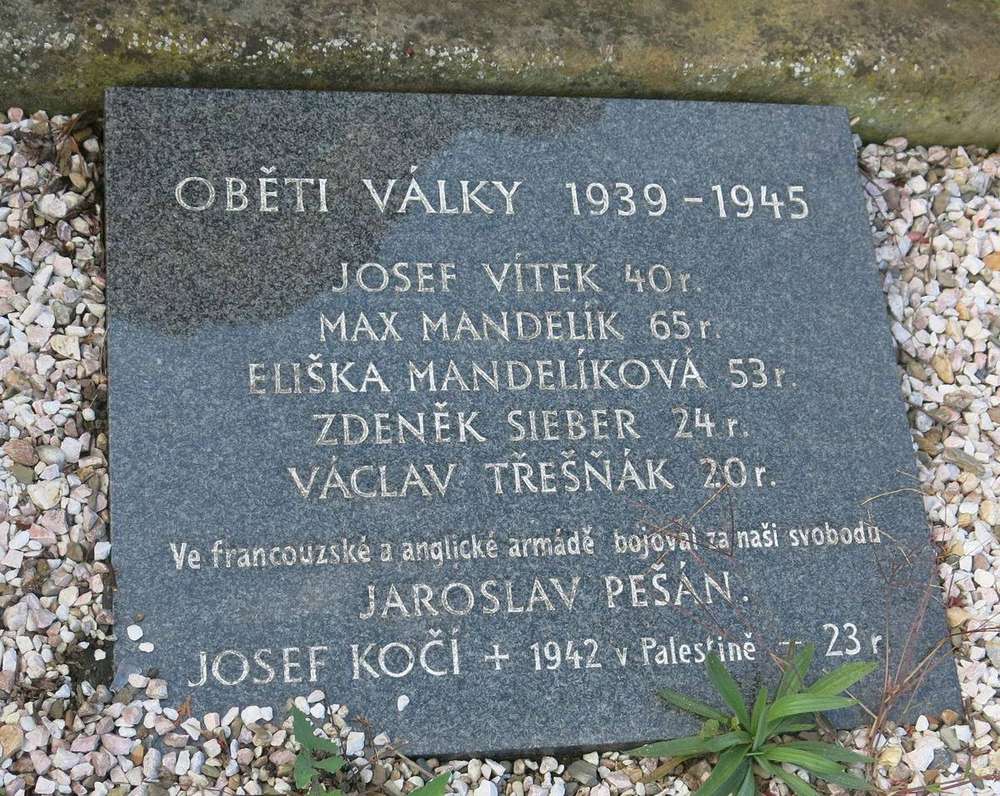 OBĚTI VÁLKY 1939 - 1945
JOSEF VÍTEK 40 r.
MAX MANDELÍK 65 r.
ELIŠKA MANDELÍKOVÁ 53 r.
ZDENĚK SIEBER 24 r.
VÁCLAV TŘEŠŇÁK 20 r.
Ve francouzské a anglické armádě bojoval za naši svobodu
JAROSLAV PEŠÁN.
JOSEF KOČÍ + 1942 v Palestině - 23 r